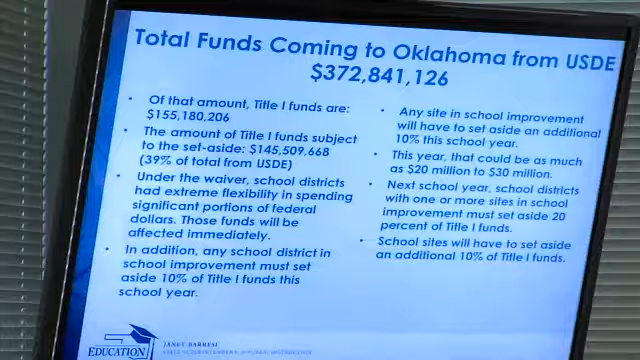 Total Funds Coming to Oklahoma from USDE
$372,841,126
• Of that amount, Title I funds are:
$155,180,206
• The amount of Title I funds subject
to the set-aside: $145,509,668
(39% of total from USDE)
• Under the waiver, school districts
had extreme flexibility in spending
significant portions of federal
dollars. Those funds will be
affected immediately.
• In addition, any school district in
school improvement must set
aside 10% of Title I funds this
school year.
• Any site in school improvement
will have to set aside an additional
10% this school year.
• This year, that could be as much
as $20 million to $30 million.
• Next school year, school districts
with one or more sites in school
improvement must set aside 20
percent of Title I funds.
• School sites will have to set aside
an additional 10% of Title I funds.
EDUCATION
JANET BARRESI
STATE SUPERINTENDENT of PUBLIC INSTRUCTION